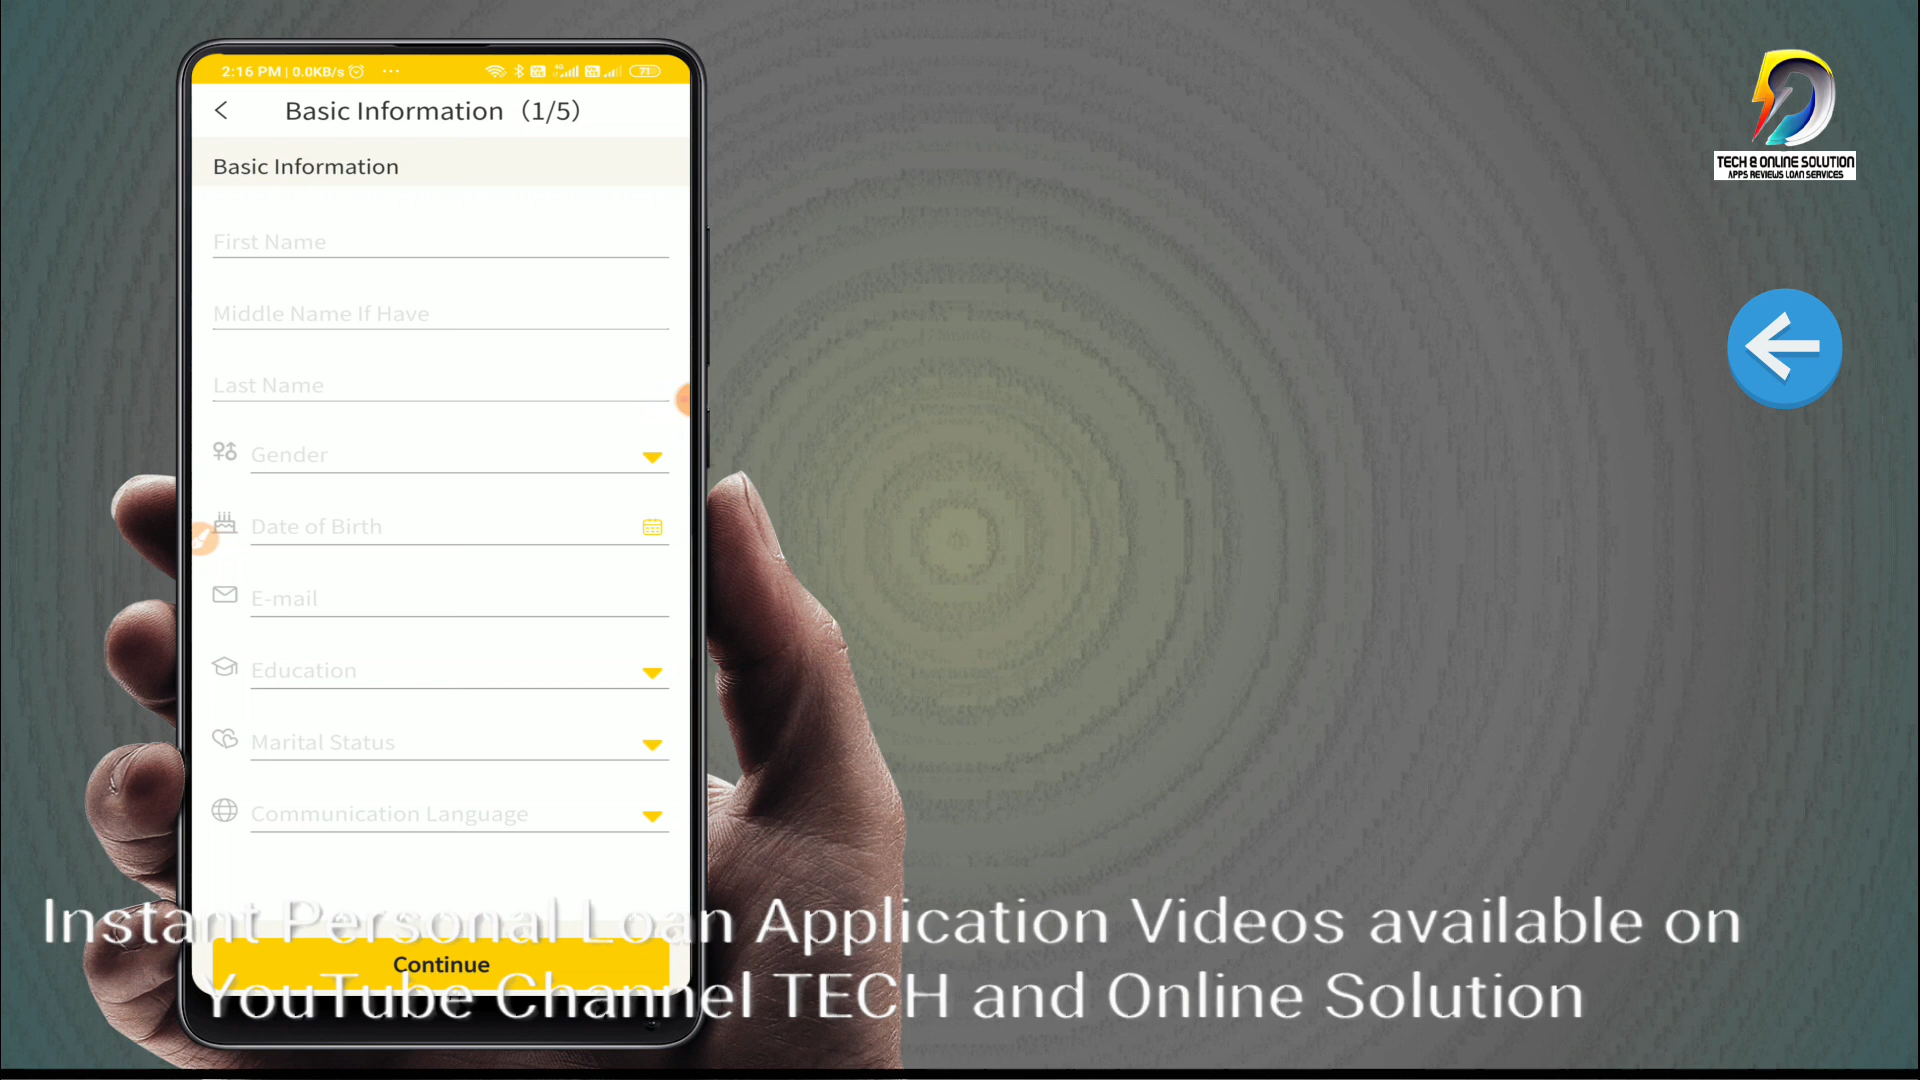 2:16 PM | 0.0KB/s
4G
71
Basic Information (1/5)
Basic Information
First Name
Middle Name If Have
Last Name
Gender
Date of Birth
E-mail
Education
Marital Status
Communication Language
Continue
TECH & ONLINE SOLUTION
APPS REVIEWS LOAN SERVICES
Instant Personal Loan Application Videos available on
YouTube Channel TECH and Online Solution